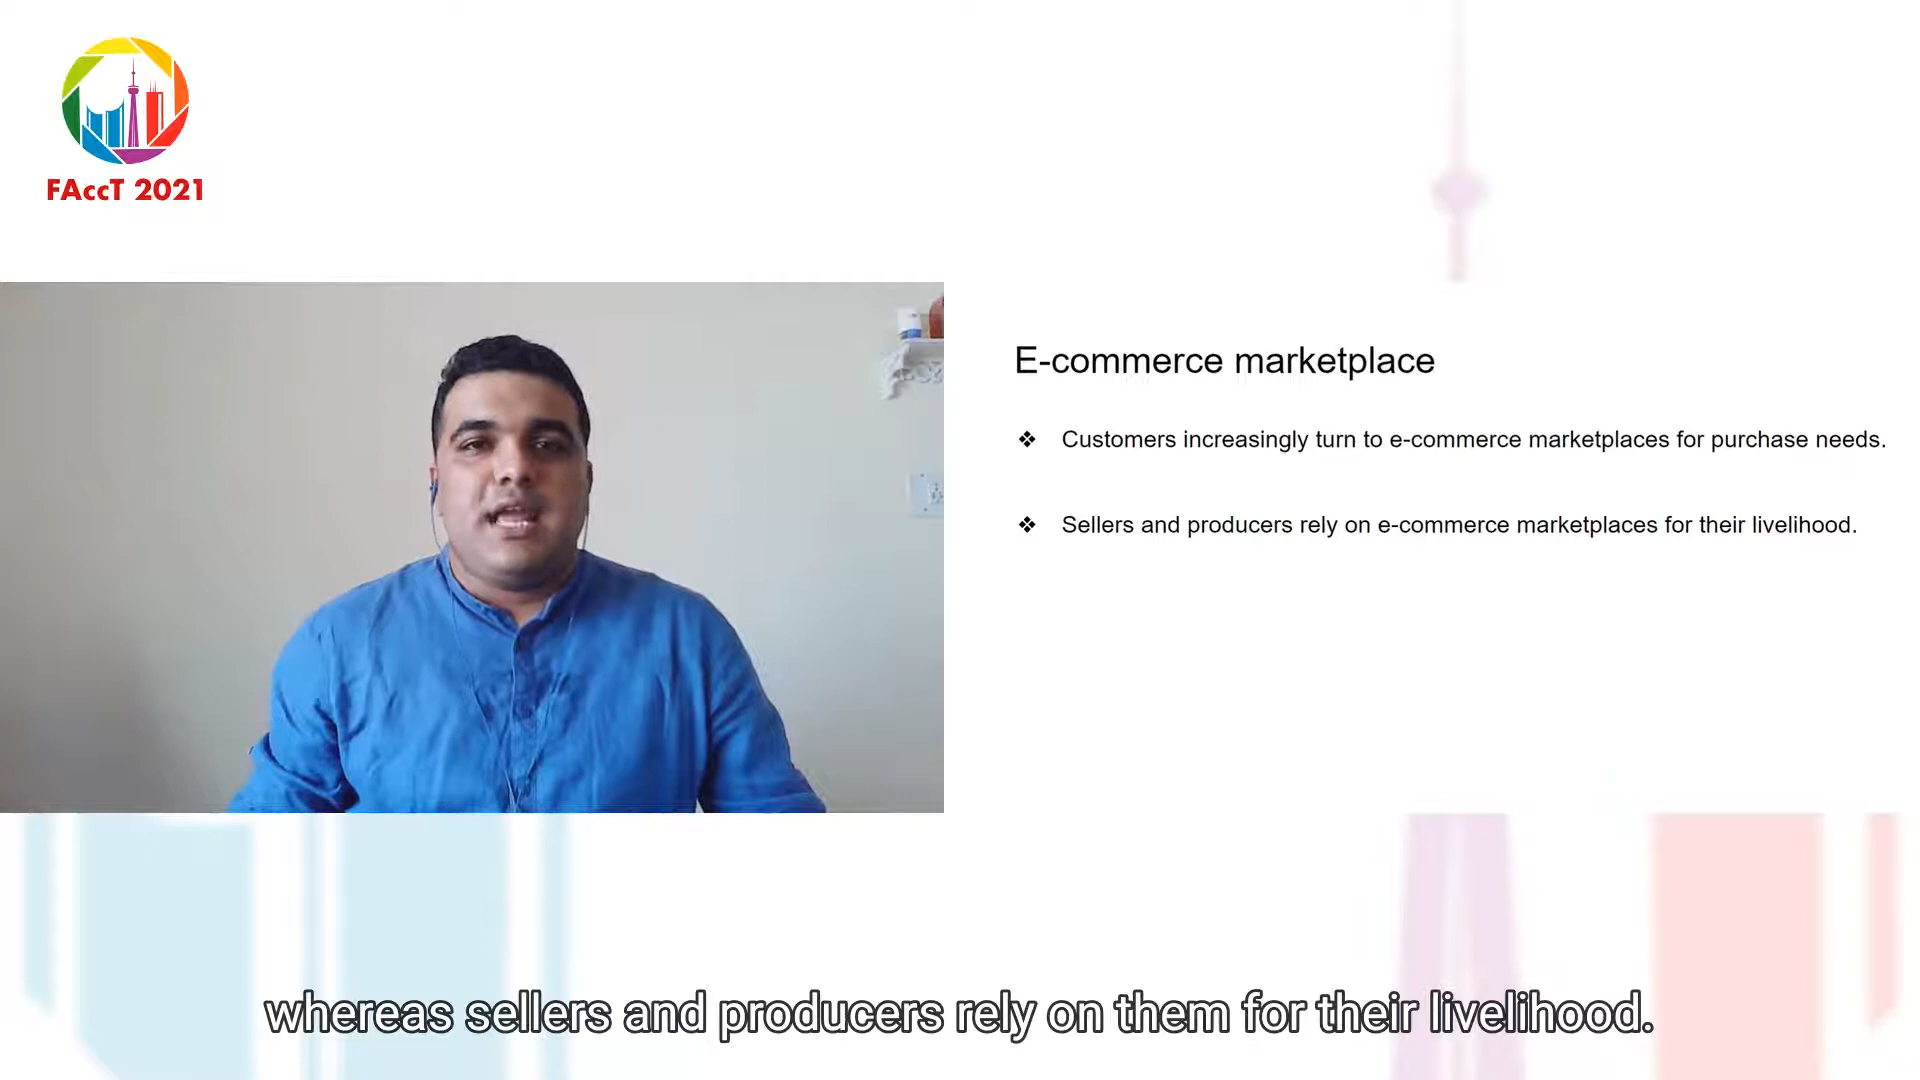 FAccT 2021
E-commerce marketplace
❖ Customers increasingly turn to e-commerce marketplaces for purchase needs.
❖ Sellers and producers rely on e-commerce marketplaces for their livelihood.
whereas sellers and producers rely on them for their livelihood.